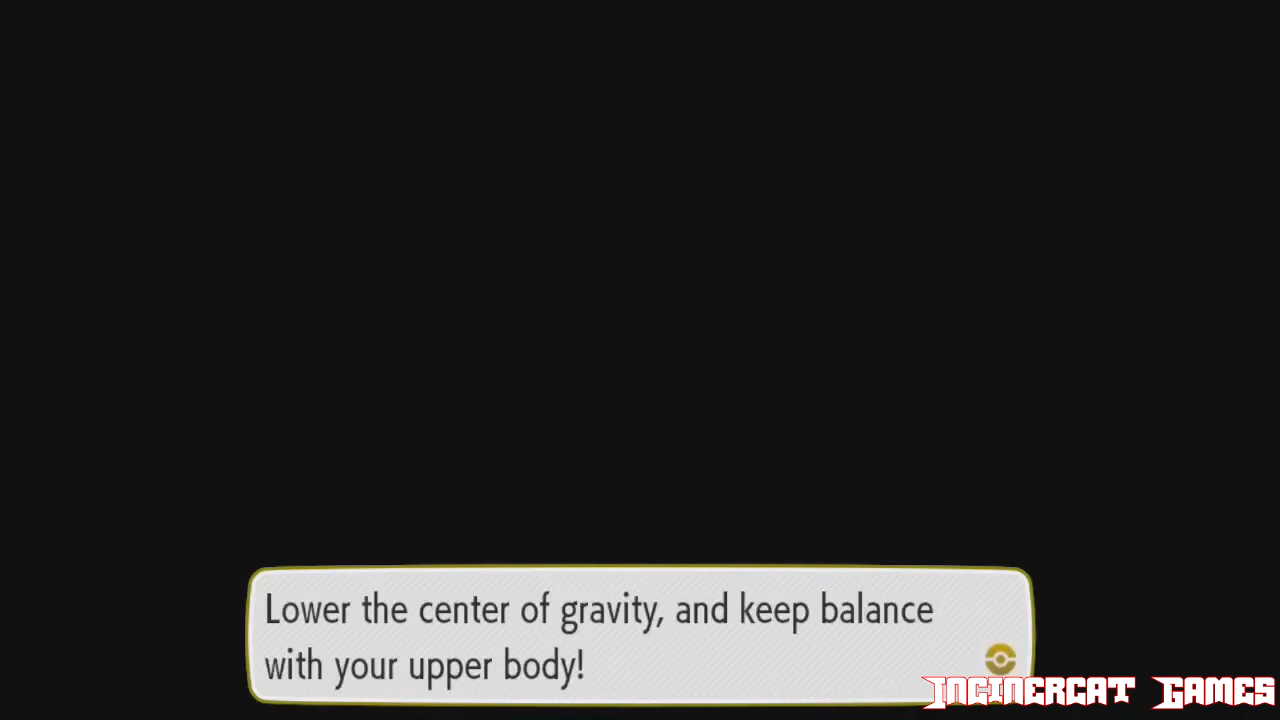 Lower the center of gravity, and keep balance
with your upper body!
Incinercat Games